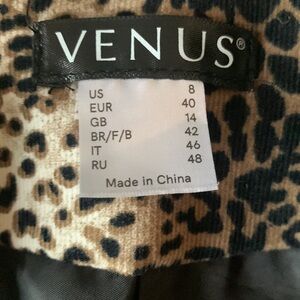 VENUS®
US 8
EUR 40
GB 14
BR/F/B 42
IT 46
RU 48
Made in China